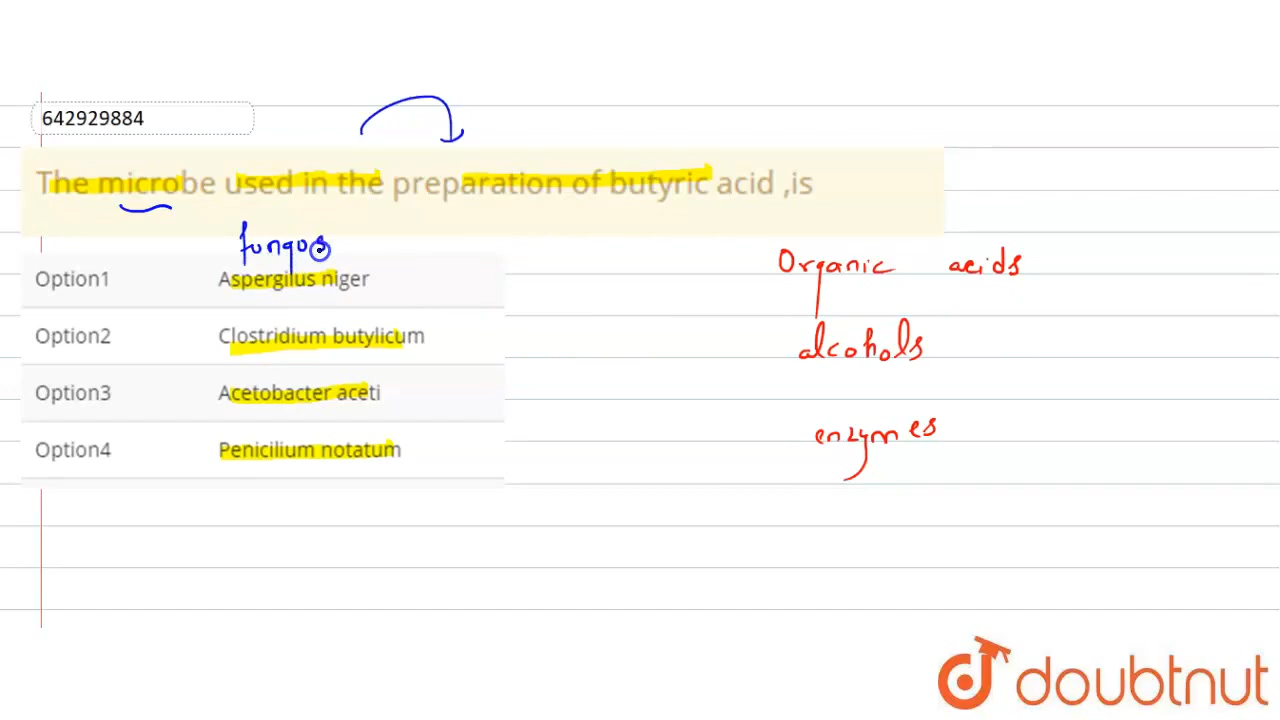 642929884
The microbe used in the preparation of butyric acid ,is
fungus
Option1 Aspergilus niger
Option2 Clostridium butylicum
Option3 Acetobacter aceti
Option4 Penicilium notatum
Organic acids
alcohols
enzymes
doubtnut